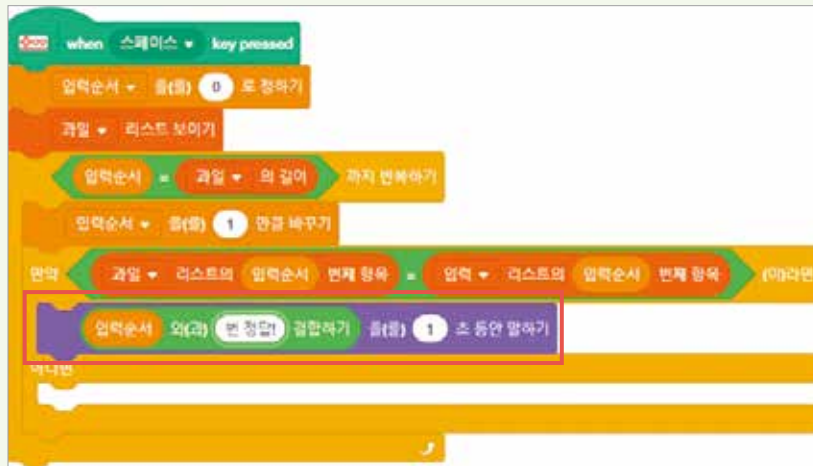 when 스페이스 key pressed
입력순서 을(를) 0 로 정하기
과일 리스트 보이기
입력순서 = 과일 의 길이 까지 반복하기
입력순서 을(를) 1 만큼 바꾸기
만약 과일 리스트의 입력순서 번째 항목 = 입력 리스트의 입력순서 번째 항목 (이)라면
입력순서 와(과) 번 정답! 결합하기 을(를) 1 초 동안 말하기
아니면